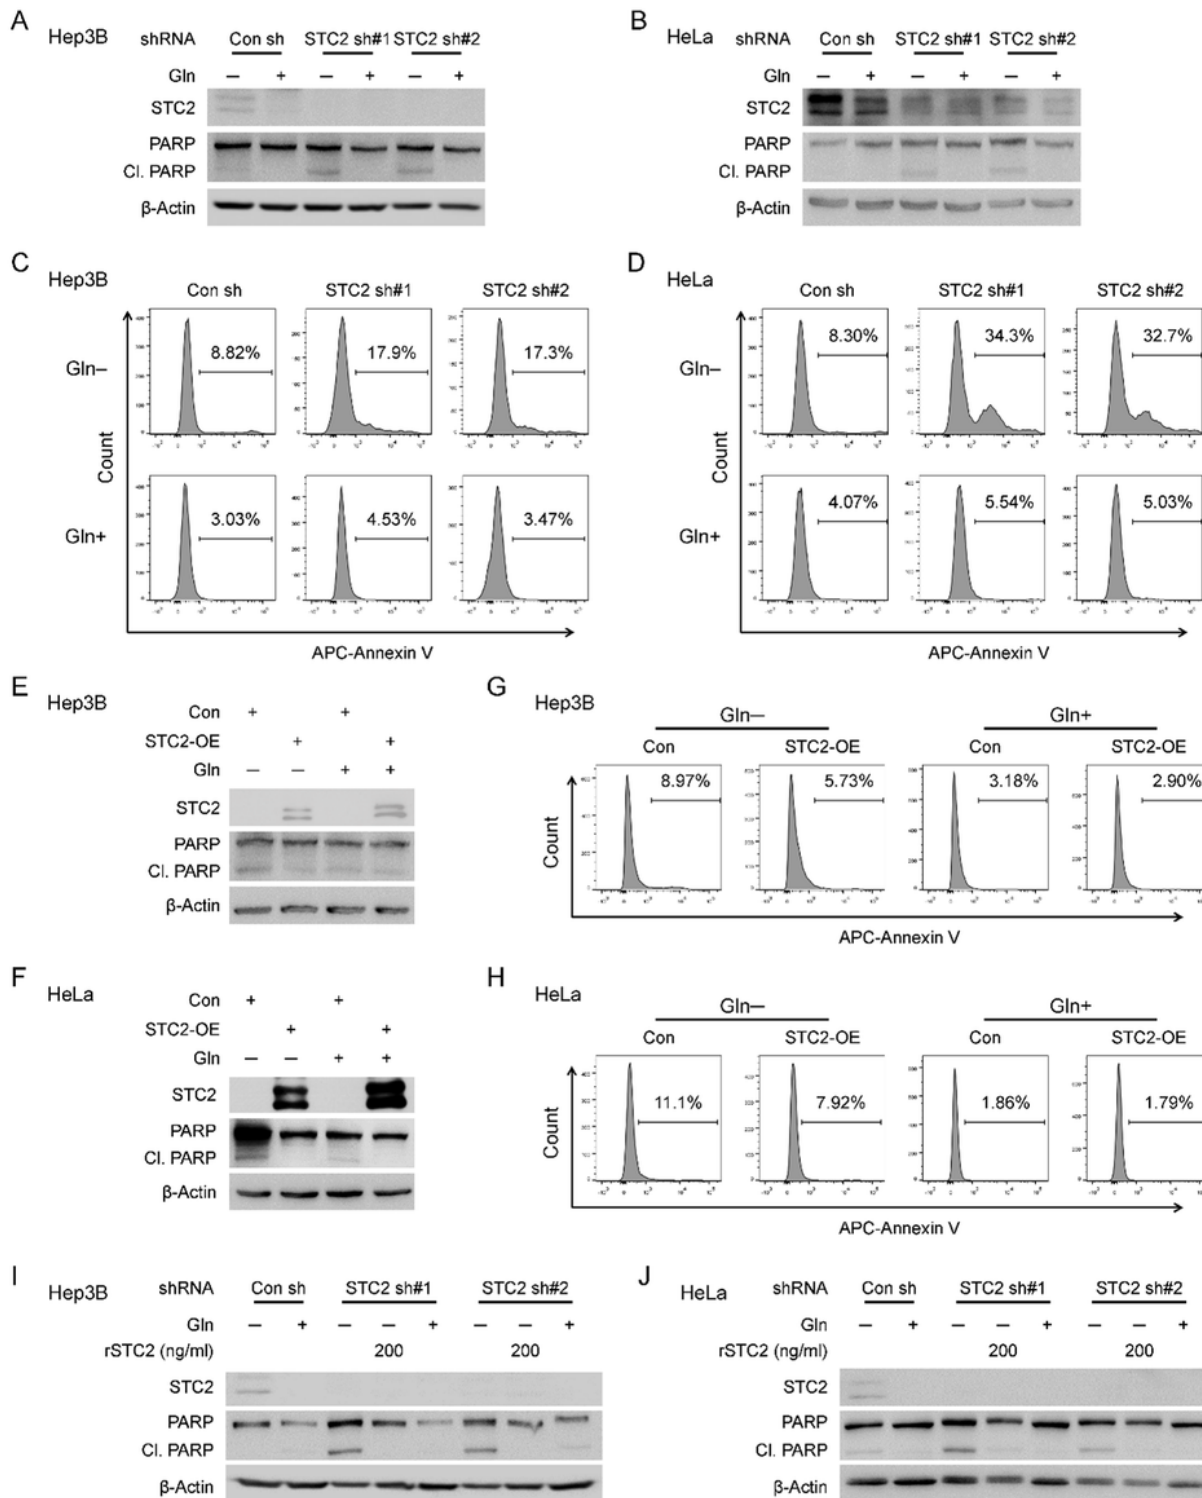 A Hep3B shRNA Con sh STC2 sh#1 STC2 sh#2
Gln – + – + – +
STC2
PARP
Cl. PARP
β-Actin
B HeLa shRNA Con sh STC2 sh#1 STC2 sh#2
Gln – + – + – +
STC2
PARP
Cl. PARP
β-Actin
C Hep3B
Con sh STC2 sh#1 STC2 sh#2
Gln–
8.82% 17.9% 17.3%
Count
Gln+
3.03% 4.53% 3.47%
APC-Annexin V
D HeLa
Con sh STC2 sh#1 STC2 sh#2
Gln–
8.30% 34.3% 32.7%
Count
Gln+
4.07% 5.54% 5.03%
APC-Annexin V
E Hep3B
Con + +
STC2-OE + +
Gln – – + +
STC2
PARP
Cl. PARP
β-Actin
G Hep3B
Gln– Gln+
Con STC2-OE Con STC2-OE
8.97% 5.73% 3.18% 2.90%
Count
APC-Annexin V
F HeLa
Con + +
STC2-OE + +
Gln – – + +
STC2
PARP
Cl. PARP
β-Actin
H HeLa
Gln– Gln+
Con STC2-OE Con STC2-OE
11.1% 7.92% 1.86% 1.79%
Count
APC-Annexin V
I Hep3B shRNA Con sh STC2 sh#1 STC2 sh#2
Gln – + – – + – – +
rSTC2 (ng/ml) 200 200
STC2
PARP
Cl. PARP
β-Actin
J HeLa shRNA Con sh STC2 sh#1 STC2 sh#2
Gln – + – – + – – +
rSTC2 (ng/ml) 200 200
STC2
PARP
Cl. PARP
β-Actin